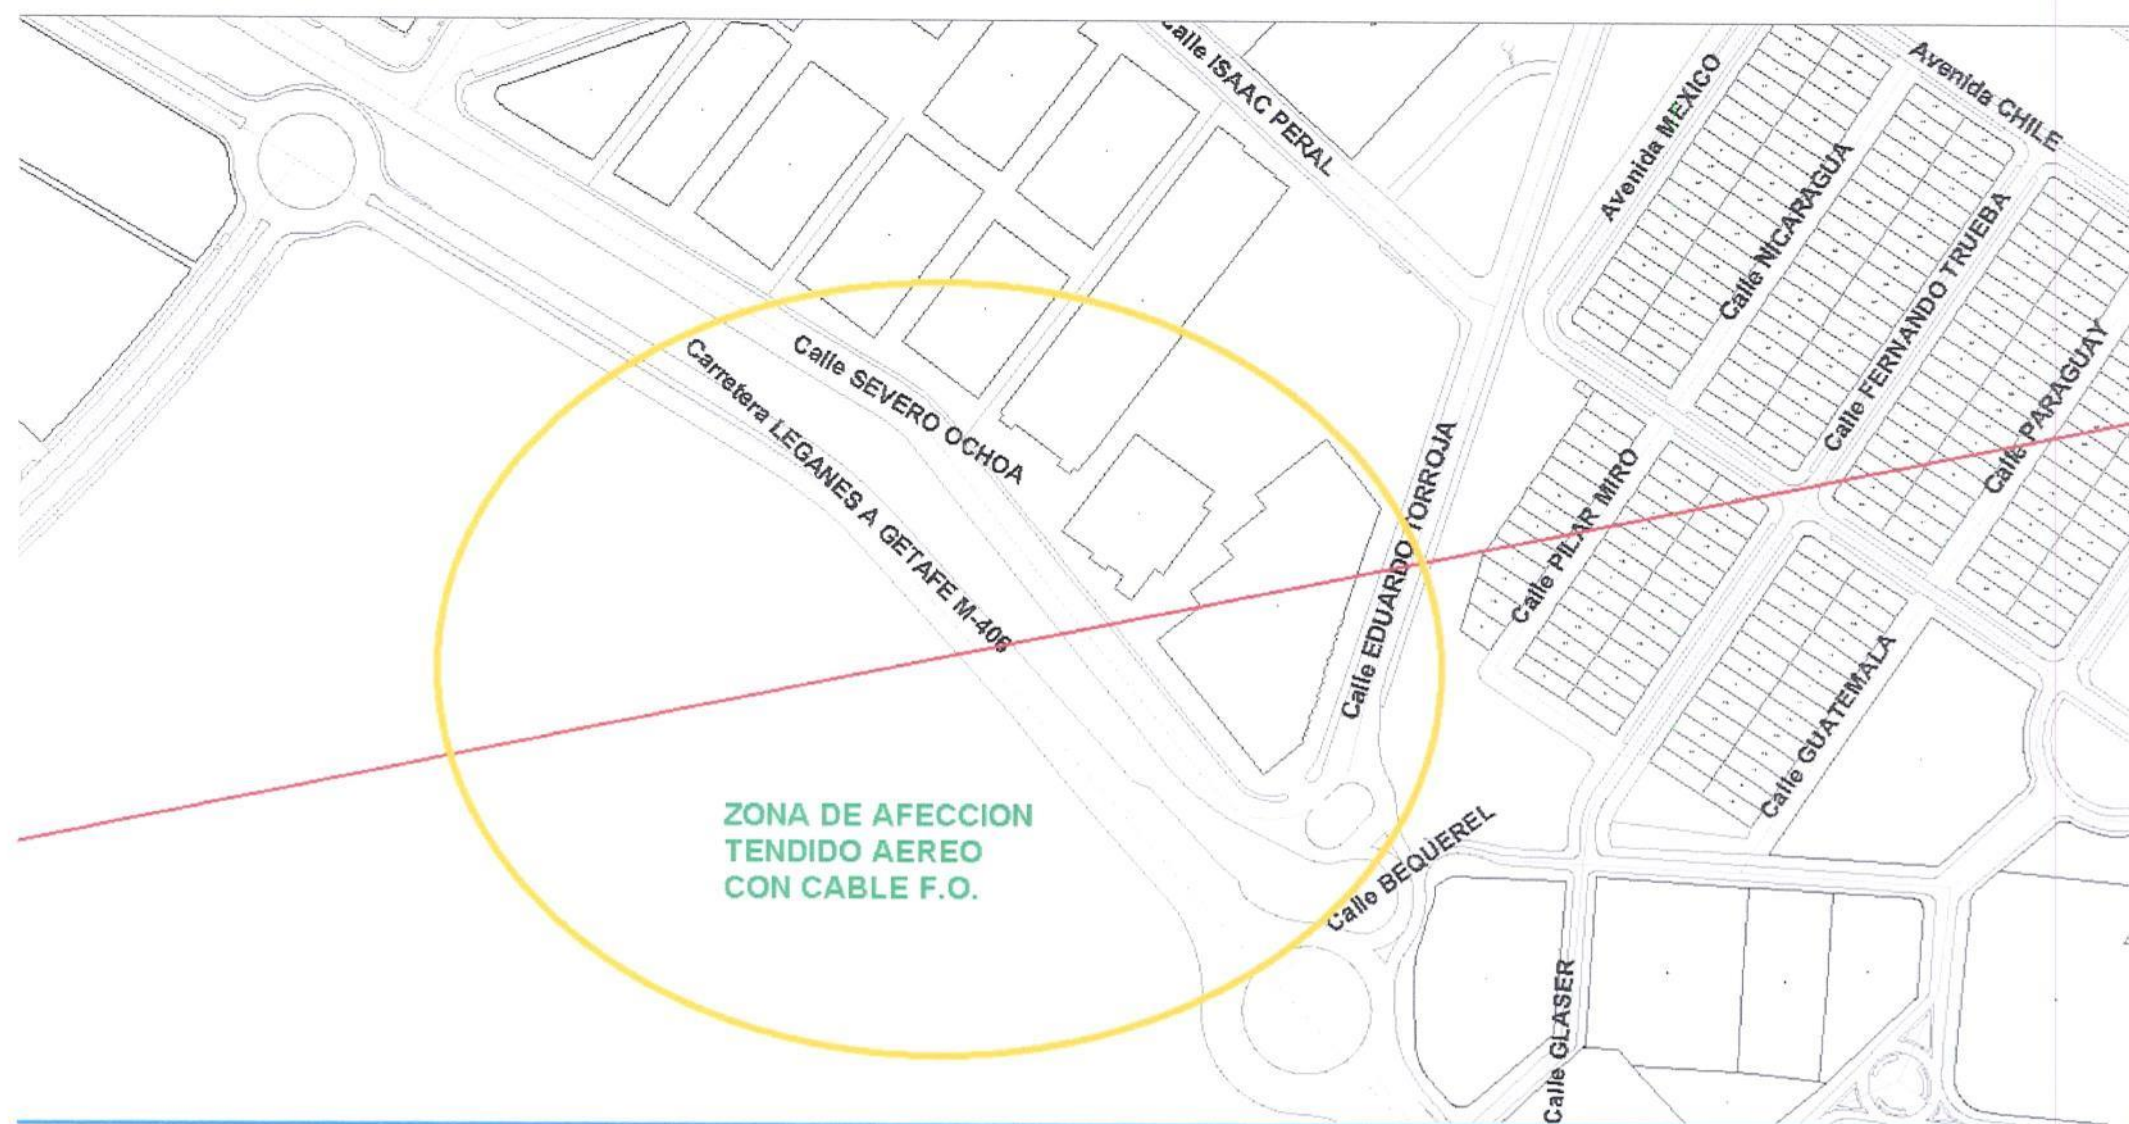 Calle ISAAC PERAL
Avenida MEXICO
Avenida CHILE
Calle NICARAGUA
Calle FERNANDO TRUEBA
Calle PARAGUAY
Calle SEVERO OCHOA
Carretera LEGANES A GETAFE M-406
Calle EDUARDO TORROJA
Calle PILAR MIRO
Calle GUATEMALA
ZONA DE AFECCION
TENDIDO AEREO
CON CABLE F.O.
Calle BEQUEREL
Calle GLASER